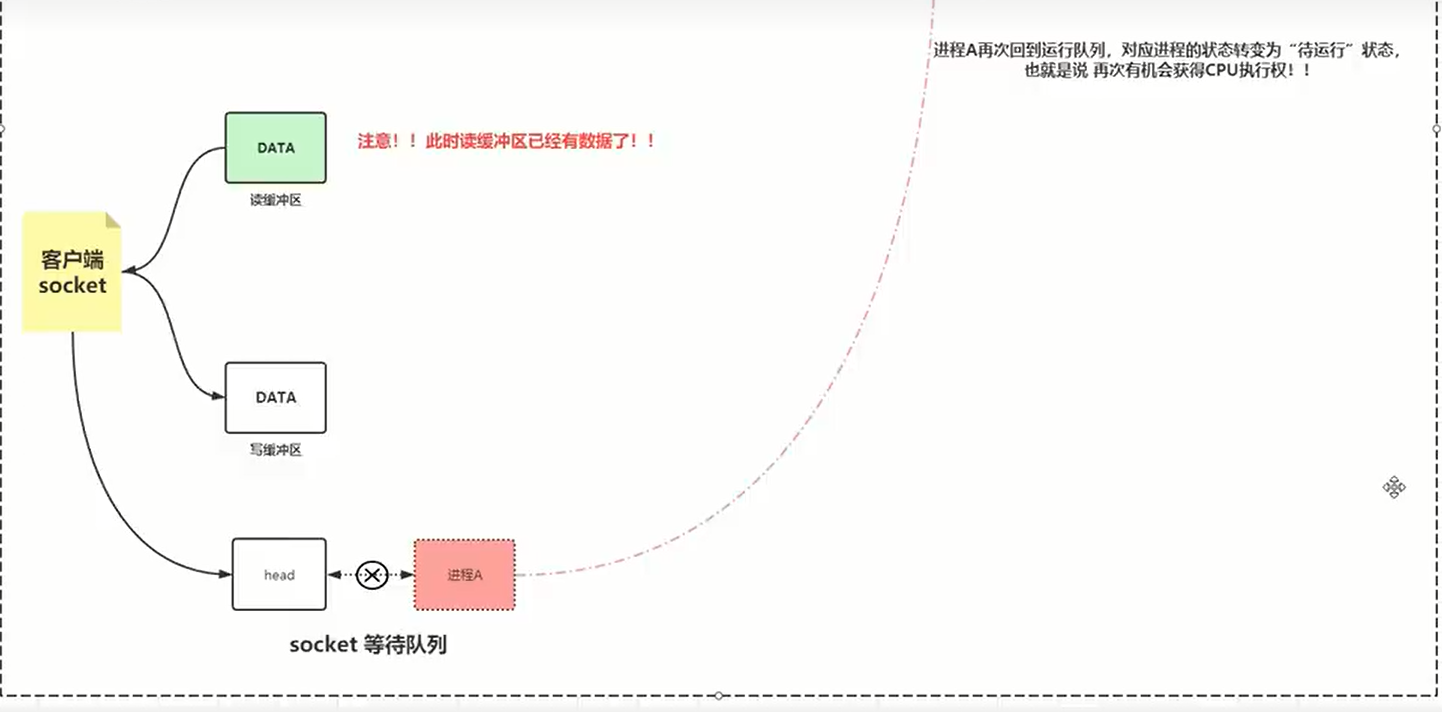 进程A再次回到运行队列，对应进程的状态转变为“待运行”状态，
也就是说 再次有机会获得CPU执行权！！
DATA
注意！！此时读缓冲区已经有数据了！！
读缓冲区
客户端
socket
DATA
写缓冲区
head
进程A
socket 等待队列